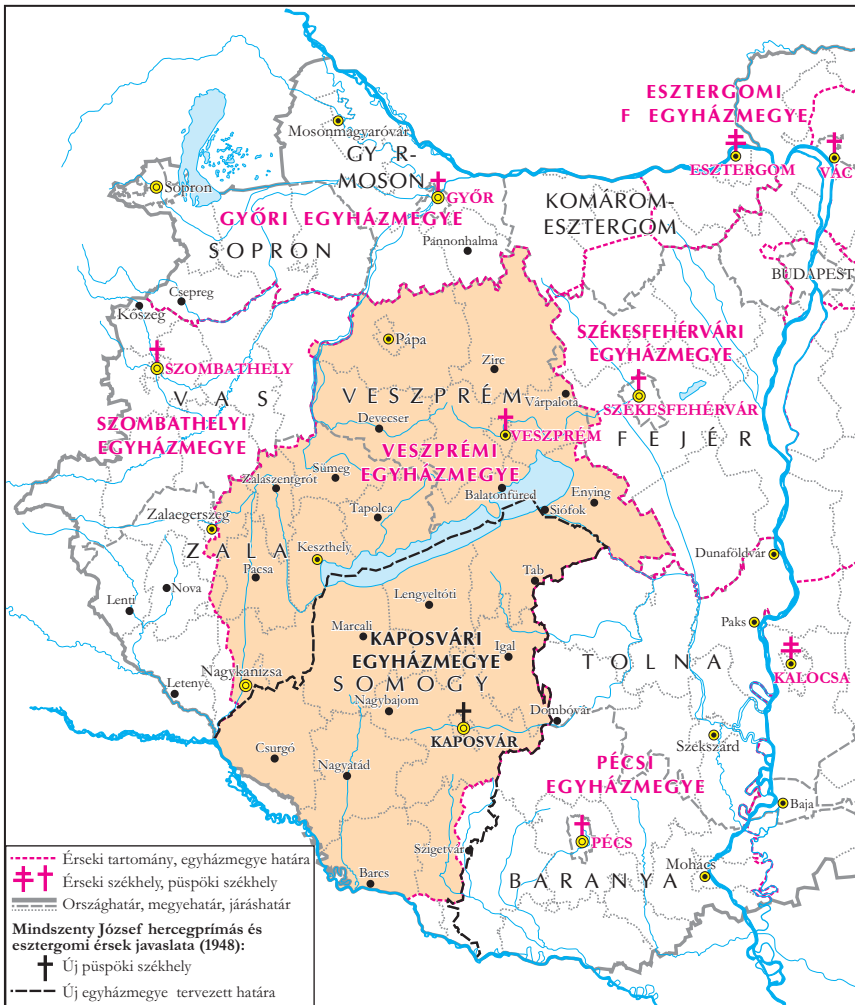 ESZTERGOMI
F EGYHÁZMEGYE
Mosonmagyaróvár
GY R-
MOSON
ESZTERGOM
VÁC
Sopron
GYŐR
GYŐRI EGYHÁZMEGYE
KOMÁROM-
ESZTERGOM
SOPRON
Pannonhalma
BUDAPEST
Csepreg
Kőszeg
SZÉKESFEHÉRVÁRI
EGYHÁZMEGYE
Pápa
Zirc
SZOMBATHELY
VAS
VESZPRÉM
Várpalota
SZÉKESFEHÉRVÁR
Devecser
VESZPRÉM
FEJÉR
SZOMBATHELYI
EGYHÁZMEGYE
VESZPRÉMI
EGYHÁZMEGYE
Sümeg
Zalaszentgrót
Balatonfüred
Enying
Tapolca
Siófok
Zalaegerszeg
ZALA
Keszthely
Dunaföldvár
Pacsa
Tab
Nova
Lenti
Lengyeltóti
Paks
Marcali
KAPOSVÁRI
EGYHÁZMEGYE
Igal
TOLNA
KALOCSA
SOMOGY
Nagykanizsa
Letenye
Nagybajom
Dombóvár
KAPOSVÁR
Szekszárd
Csurgó
Nagyatád
PÉCSI
EGYHÁZMEGYE
Baja
PÉCS
Szigetvár
Mohács
Barcs
BARANYA
Érseki tartomány, egyházmegye határa
Érseki székhely, püspöki székhely
Országhatár, megyehatár, járáshatár
Mindszenty József hercegprímás és
esztergomi érsek javaslata (1948):
Új püspöki székhely
Új egyházmegye tervezett határa